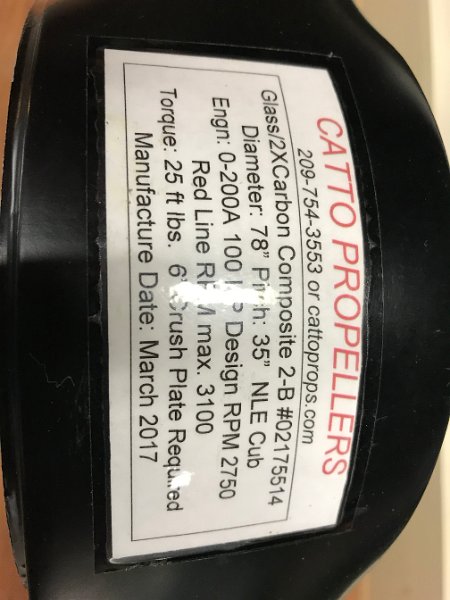 CATTO PROPELLERS
209-754-3553 or cattoprops.com
Glass/2XCarbon Composite 2-B #02175514
Diameter: 78" Pitch: 35" NLE Cub
Engn: 0-200A 100 HP Design RPM 2750
Red Line RPM max. 3100
Torque: 25 ft lbs. 6" Crush Plate Required
Manufacture Date: March 2017